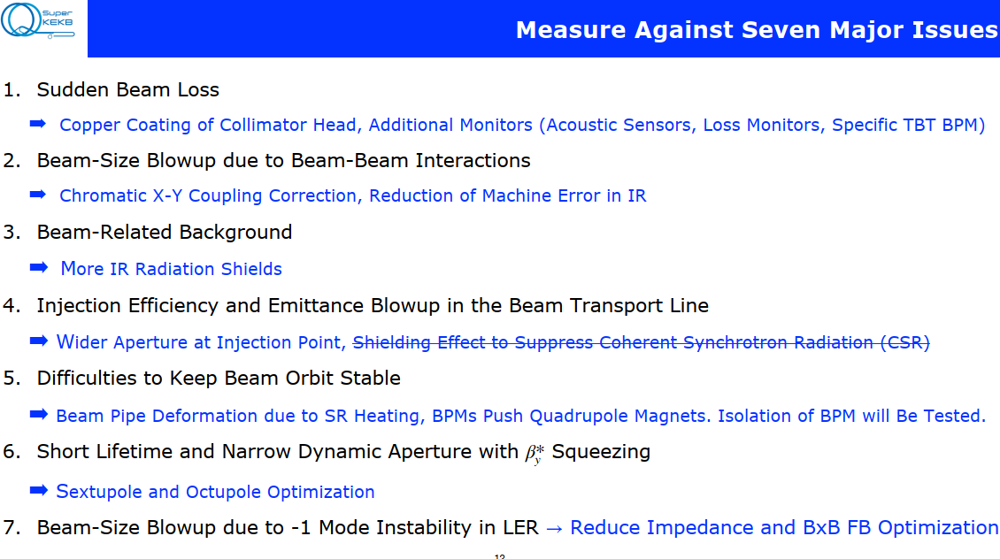 Super
KEKB
Measure Against Seven Major Issues
1. Sudden Beam Loss
➡ Copper Coating of Collimator Head, Additional Monitors (Acoustic Sensors, Loss Monitors, Specific TBT BPM)
2. Beam-Size Blowup due to Beam-Beam Interactions
➡ Chromatic X-Y Coupling Correction, Reduction of Machine Error in IR
3. Beam-Related Background
➡ More IR Radiation Shields
4. Injection Efficiency and Emittance Blowup in the Beam Transport Line
➡ Wider Aperture at Injection Point, Shielding Effect to Suppress Coherent Synchrotron Radiation (CSR)
5. Difficulties to Keep Beam Orbit Stable
➡ Beam Pipe Deformation due to SR Heating, BPMs Push Quadrupole Magnets. Isolation of BPM will Be Tested.
6. Short Lifetime and Narrow Dynamic Aperture with β*y Squeezing
➡ Sextupole and Octupole Optimization
7. Beam-Size Blowup due to -1 Mode Instability in LER → Reduce Impedance and BxB FB Optimization